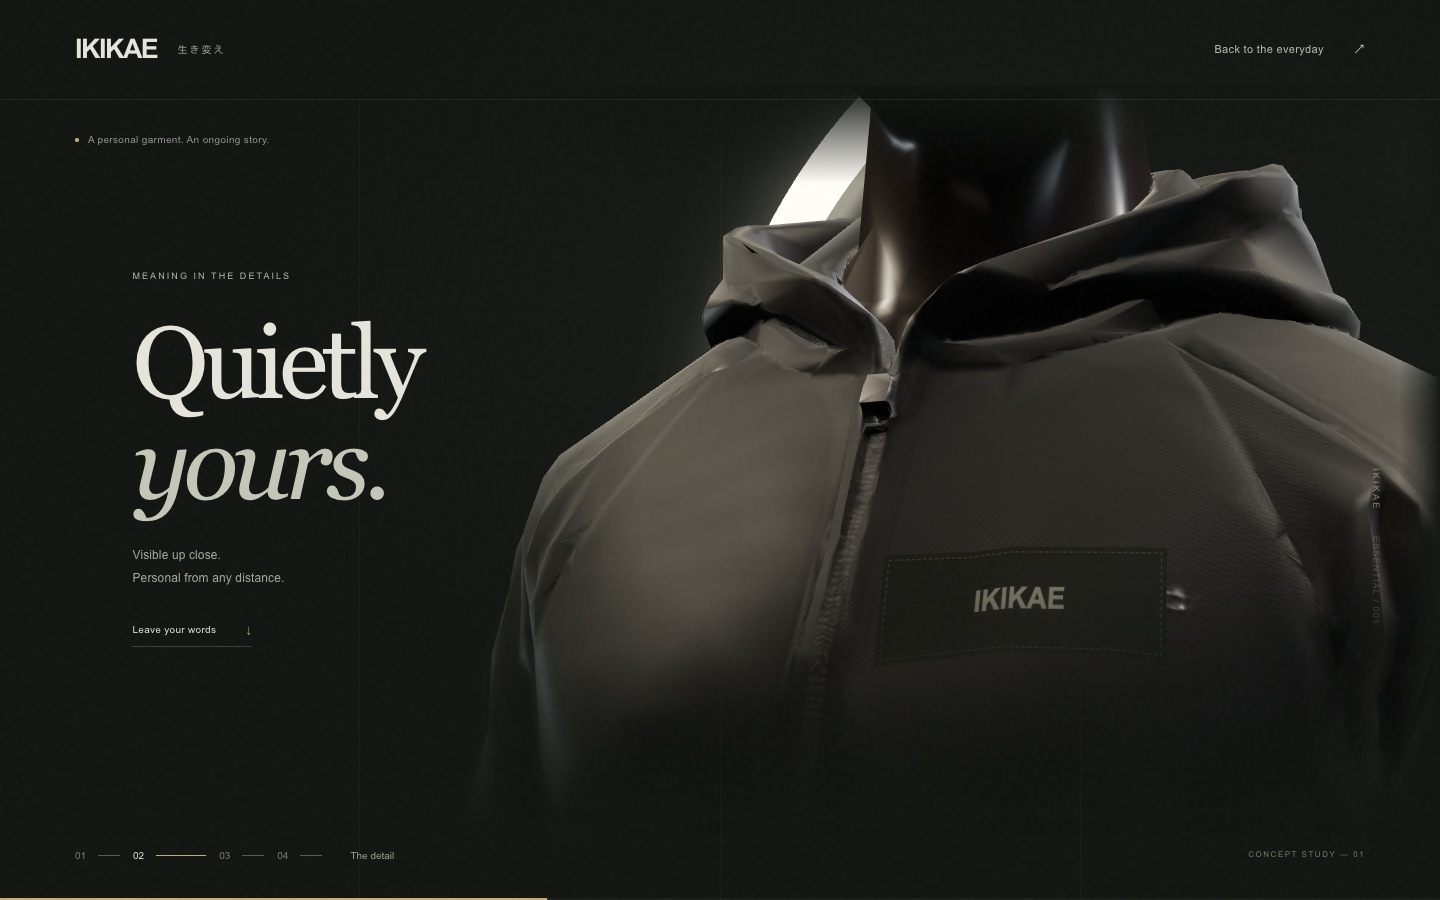 IKIKAE
生き変え
Back to the everyday ↗
A personal garment. An ongoing story.
MEANING IN THE DETAILS
Quietly
yours.
Visible up close.
Personal from any distance.
Leave your words ↓
IKIKAE
IKIKAE ESSENTIAL / 001
01 02 03 04 The detail
CONCEPT STUDY — 01